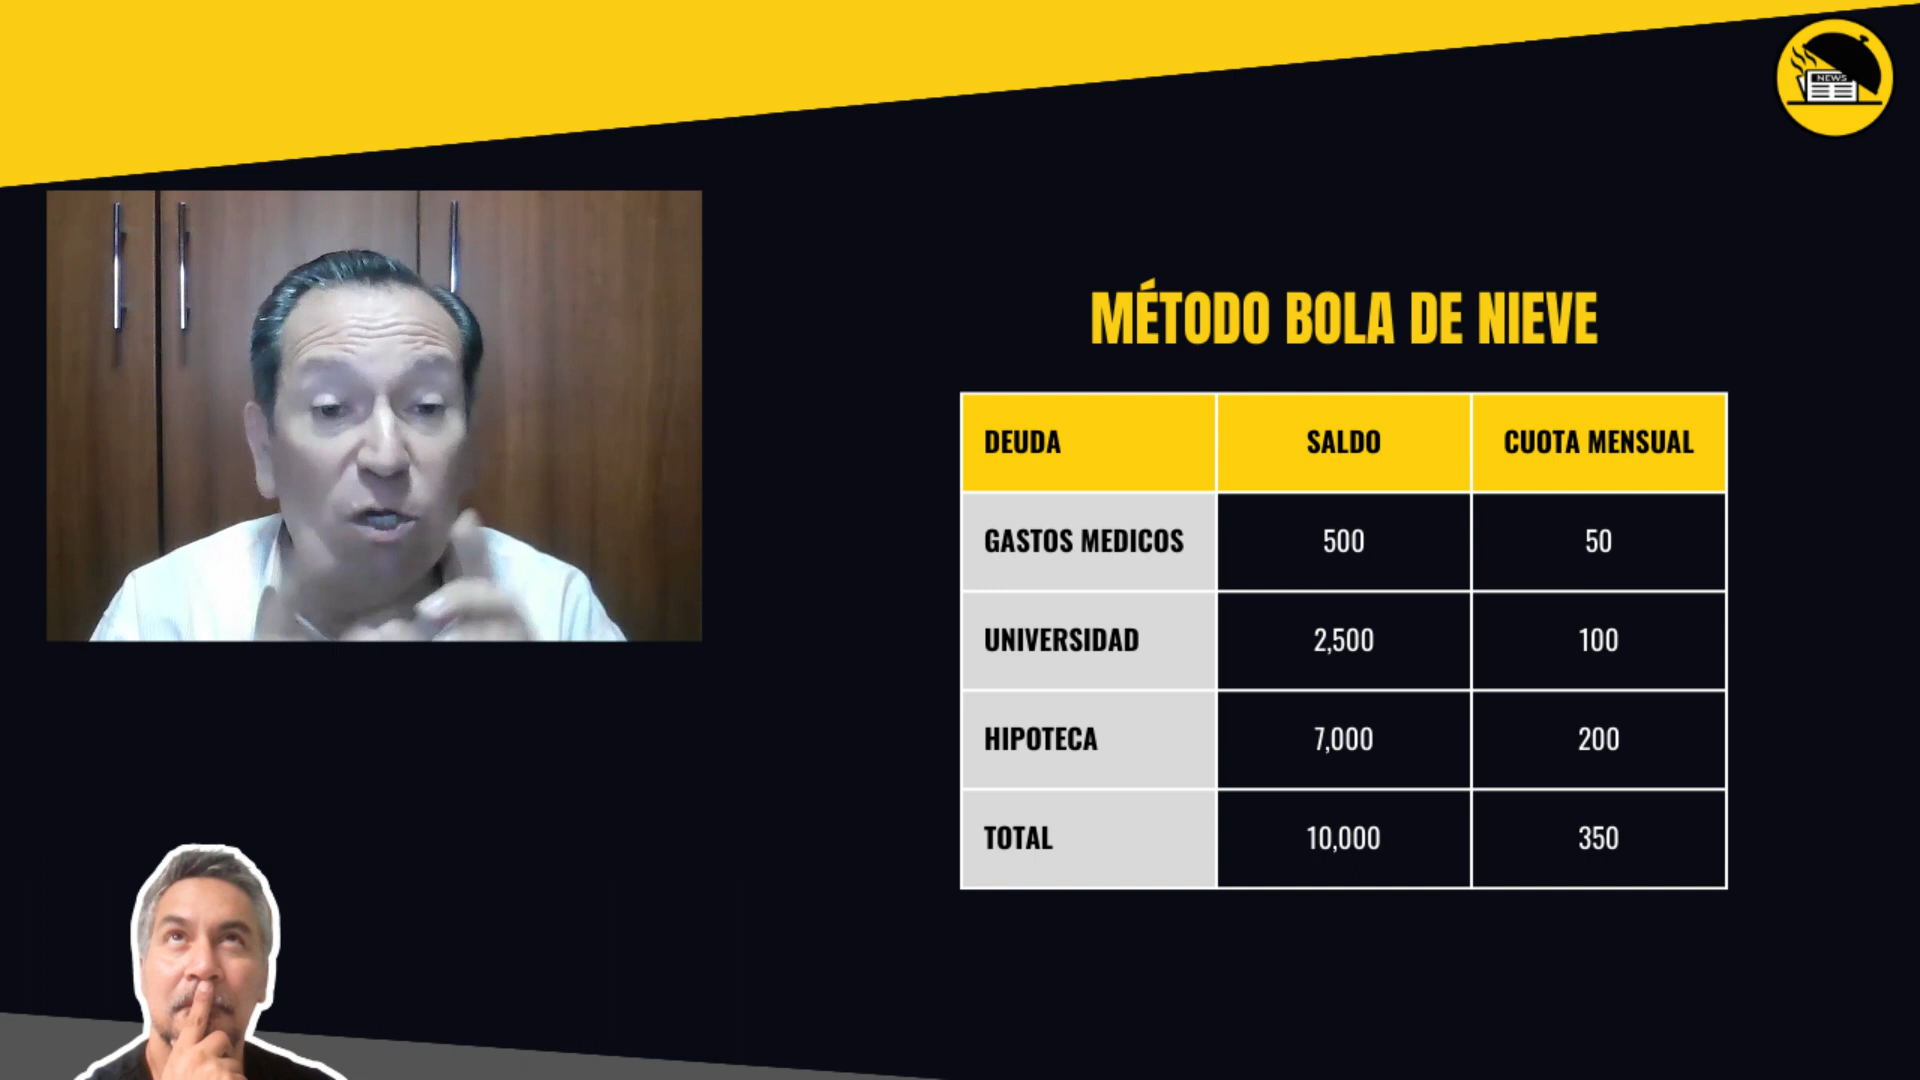 NEWS
MÉTODO BOLA DE NIEVE
DEUDA SALDO CUOTA MENSUAL
GASTOS MEDICOS 500 50
UNIVERSIDAD 2,500 100
HIPOTECA 7,000 200
TOTAL 10,000 350